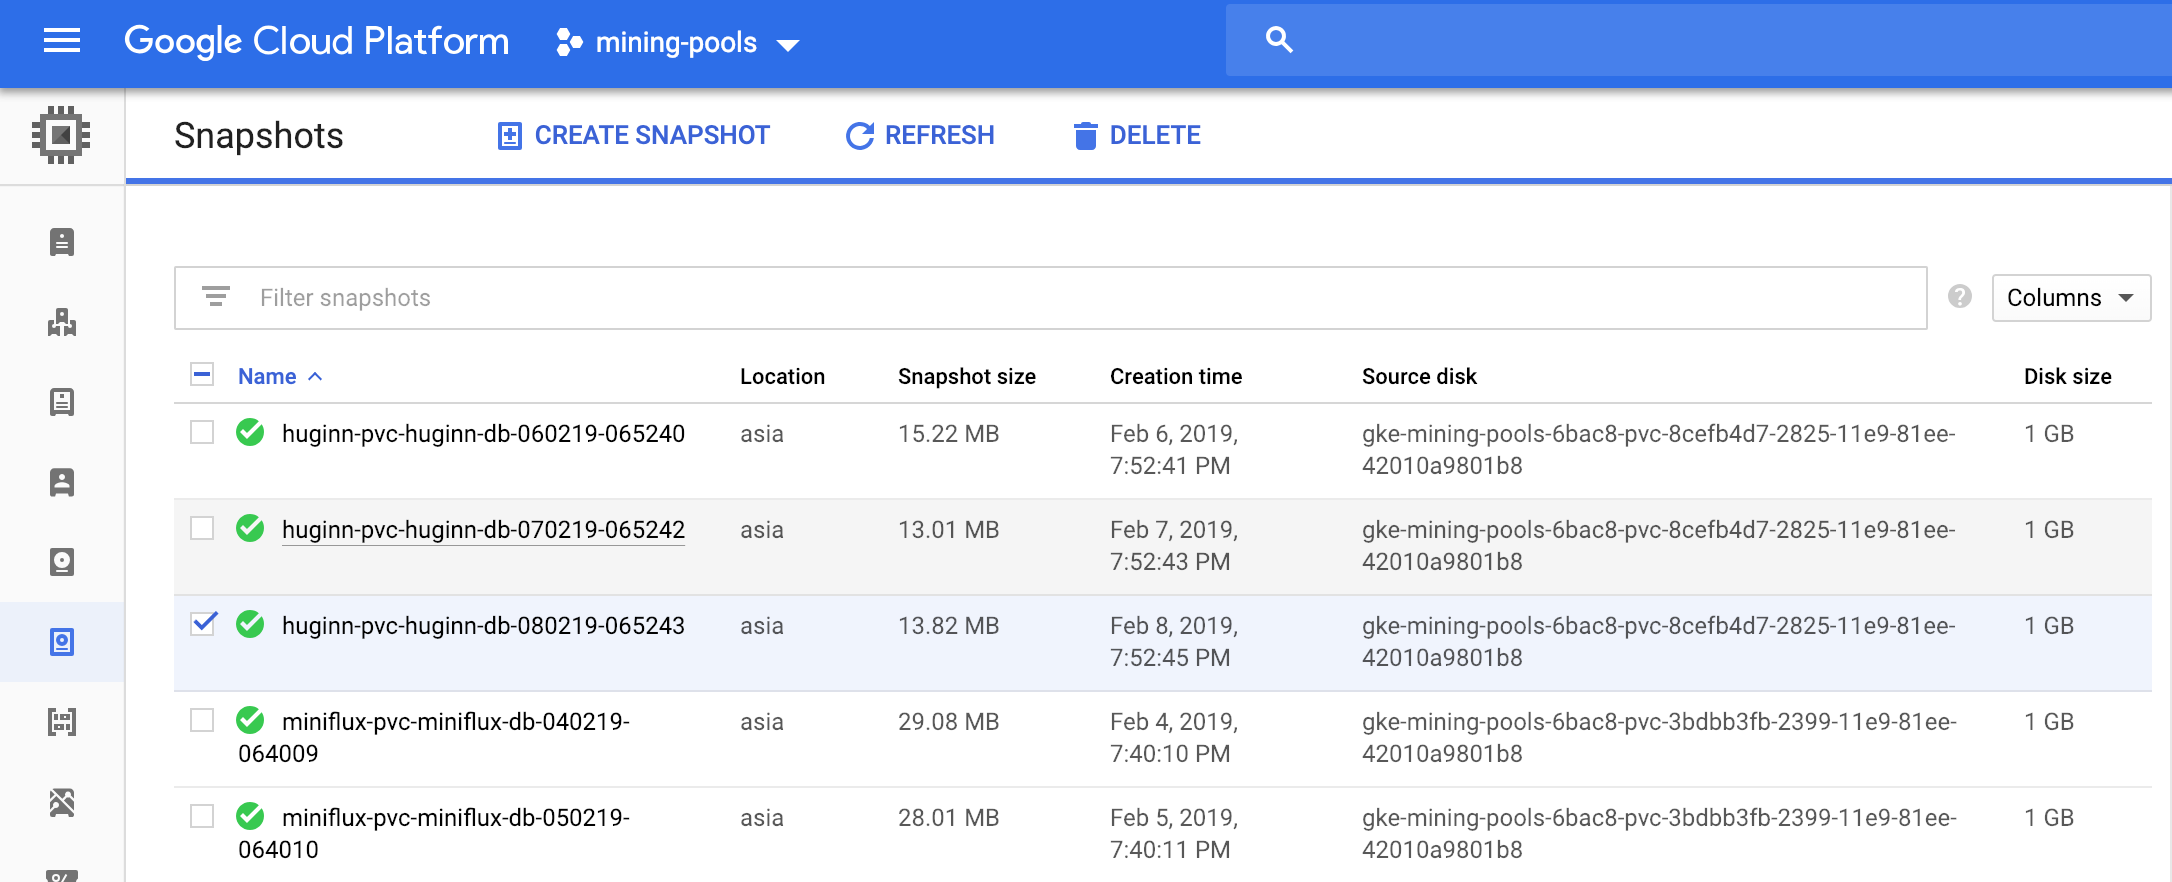 Google Cloud Platform mining-pools
Snapshots CREATE SNAPSHOT REFRESH DELETE
Filter snapshots ? Columns
Name Location Snapshot size Creation time Source disk Disk size
huginn-pvc-huginn-db-060219-065240 asia 15.22 MB Feb 6, 2019, gke-mining-pools-6bac8-pvc-8cefb4d7-2825-11e9-81ee- 1 GB
7:52:41 PM 42010a9801b8
huginn-pvc-huginn-db-070219-065242 asia 13.01 MB Feb 7, 2019, gke-mining-pools-6bac8-pvc-8cefb4d7-2825-11e9-81ee- 1 GB
7:52:43 PM 42010a9801b8
huginn-pvc-huginn-db-080219-065243 asia 13.82 MB Feb 8, 2019, gke-mining-pools-6bac8-pvc-8cefb4d7-2825-11e9-81ee- 1 GB
7:52:45 PM 42010a9801b8
miniflux-pvc-miniflux-db-040219- asia 29.08 MB Feb 4, 2019, gke-mining-pools-6bac8-pvc-3bdbb3fb-2399-11e9-81ee- 1 GB
064009 7:40:10 PM 42010a9801b8
miniflux-pvc-miniflux-db-050219- asia 28.01 MB Feb 5, 2019, gke-mining-pools-6bac8-pvc-3bdbb3fb-2399-11e9-81ee- 1 GB
064010 7:40:11 PM 42010a9801b8